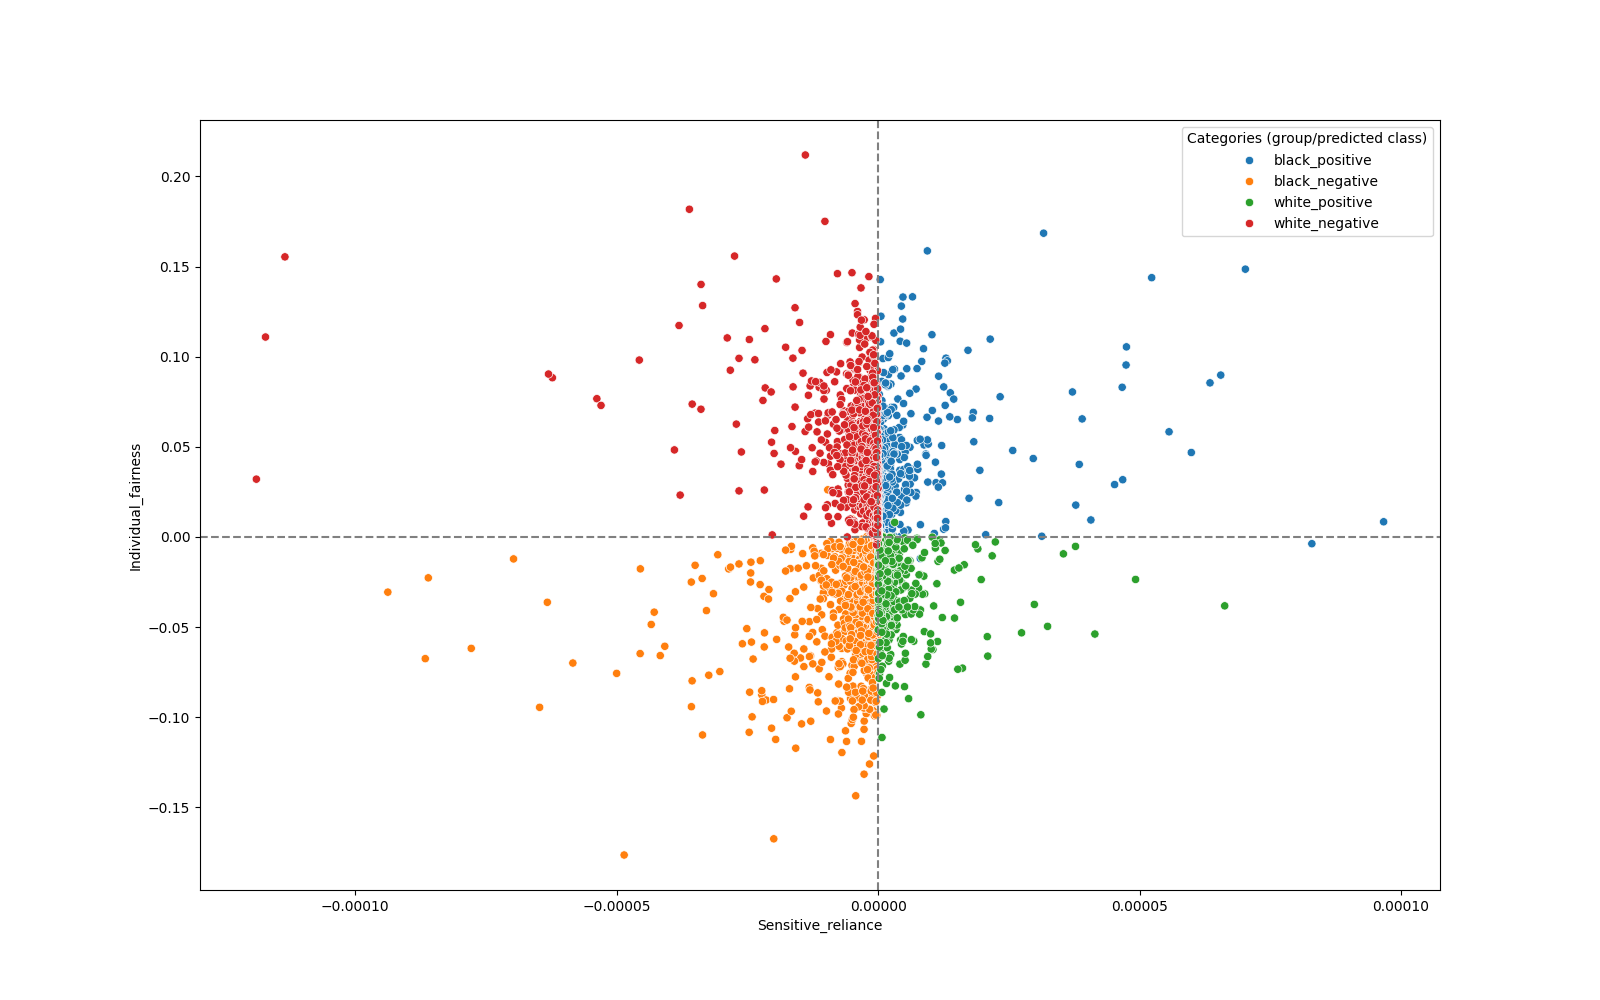 Categories (group/predicted class)
black_positive
black_negative
white_positive
white_negative
0.20
0.15
0.10
0.05
0.00
−0.05
−0.10
−0.15
Individual_fairness
−0.00010
−0.00005
0.00000
0.00005
0.00010
Sensitive_reliance